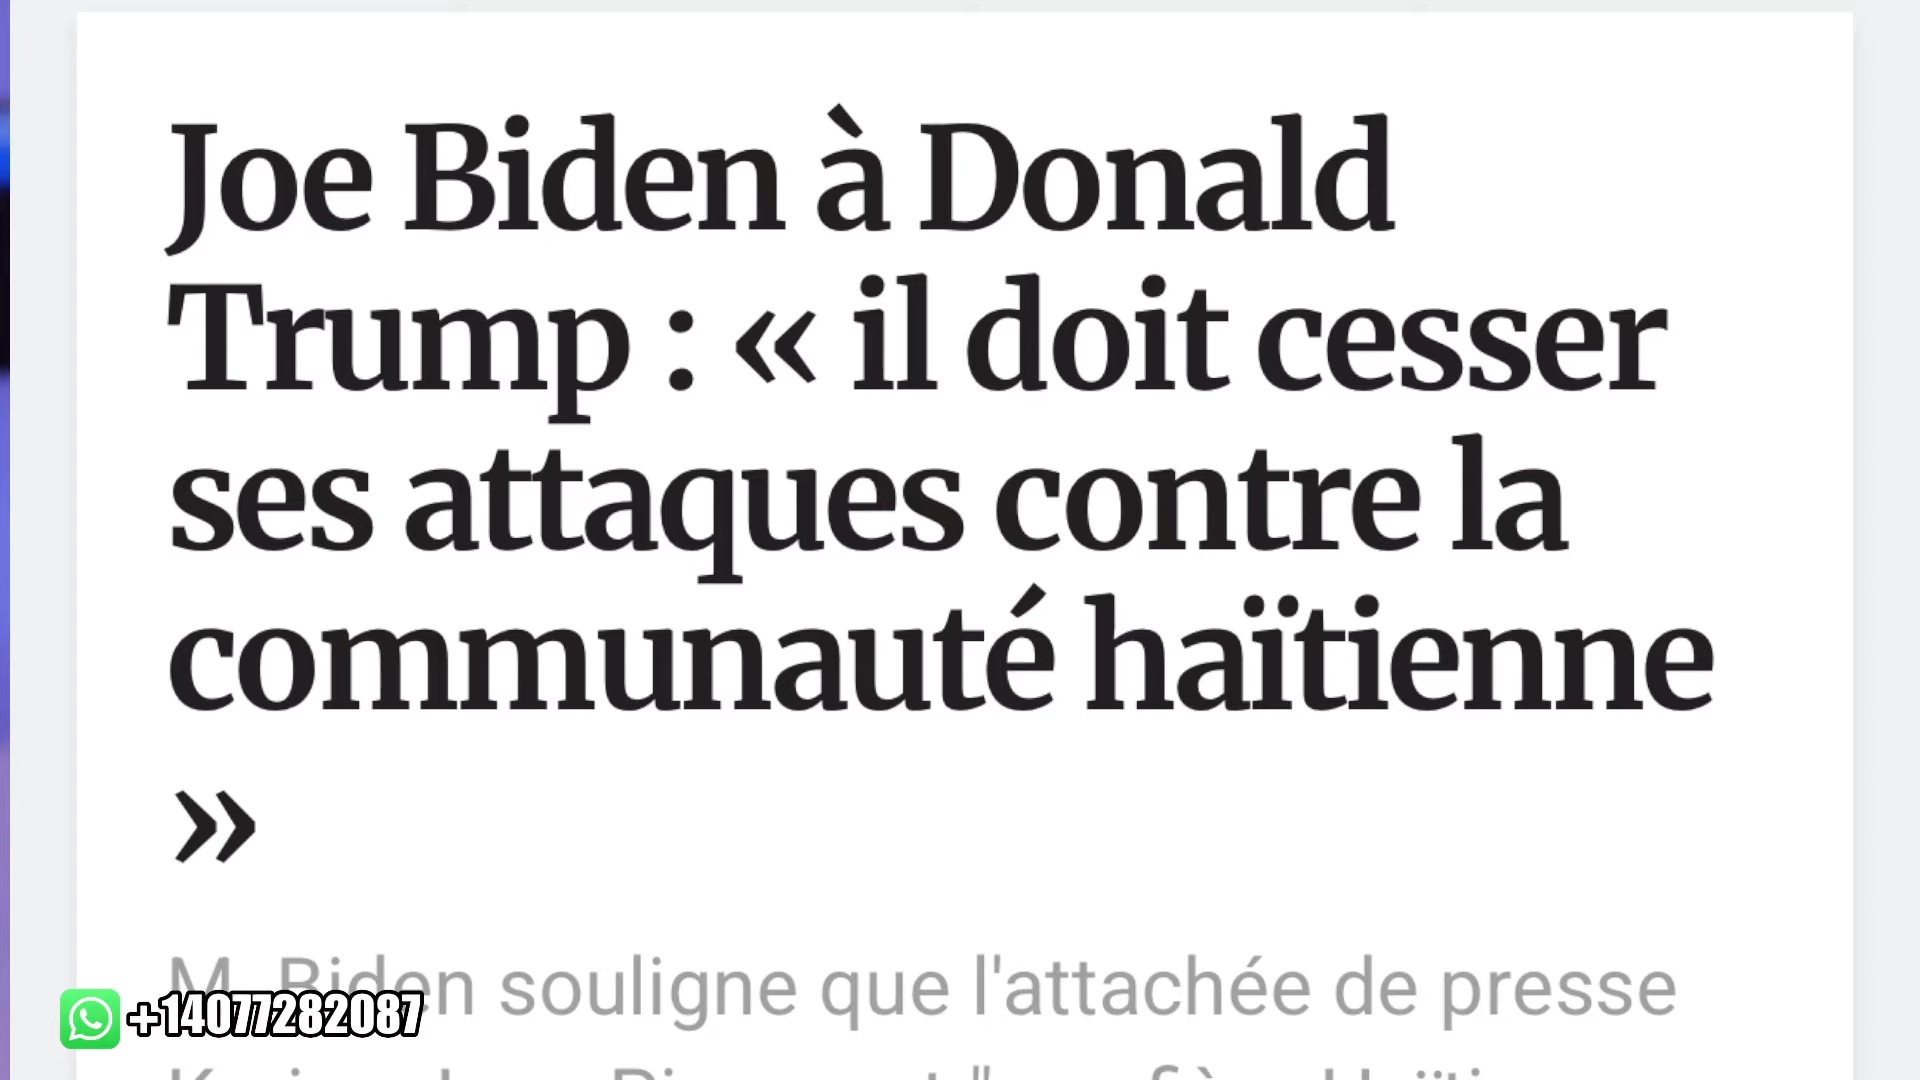 Joe Biden à Donald
Trump : « il doit cesser
ses attaques contre la
communauté haïtienne
»
M. Biden souligne que l'attachée de presse
+14077282087